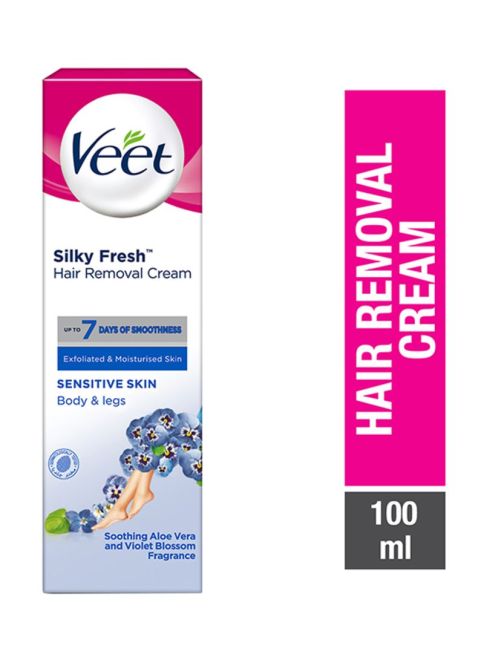 Veet
Silky Fresh™
Hair Removal Cream
UP TO 7 DAYS OF SMOOTHNESS
Exfoliated & Moisturised Skin
SENSITIVE SKIN
Body & legs
Soothing Aloe Vera
and Violet Blossom
Fragrance
HAIR REMOVAL
CREAM
100
ml